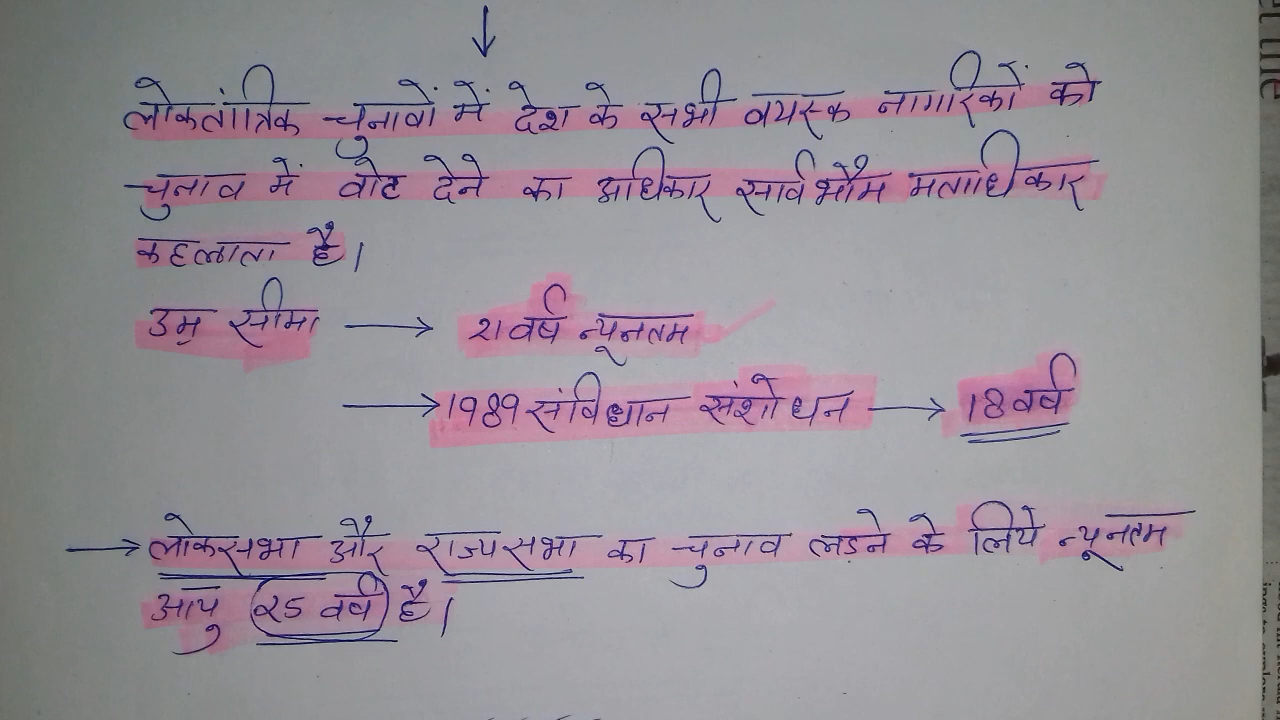 लोकतांत्रिक चुनावों में देश के सभी वयस्क नागरिकों को
चुनाव में वोट देने का अधिकार सार्वभौम मताधिकार
कहलाता है।
उम्र सीमा → 21 वर्ष न्यूनतम
→ 1989 संविधान संशोधन → 18 वर्ष
→ लोकसभा और राज्यसभा का चुनाव लडने के लिये न्यूनतम
आयु 25 वर्ष है।